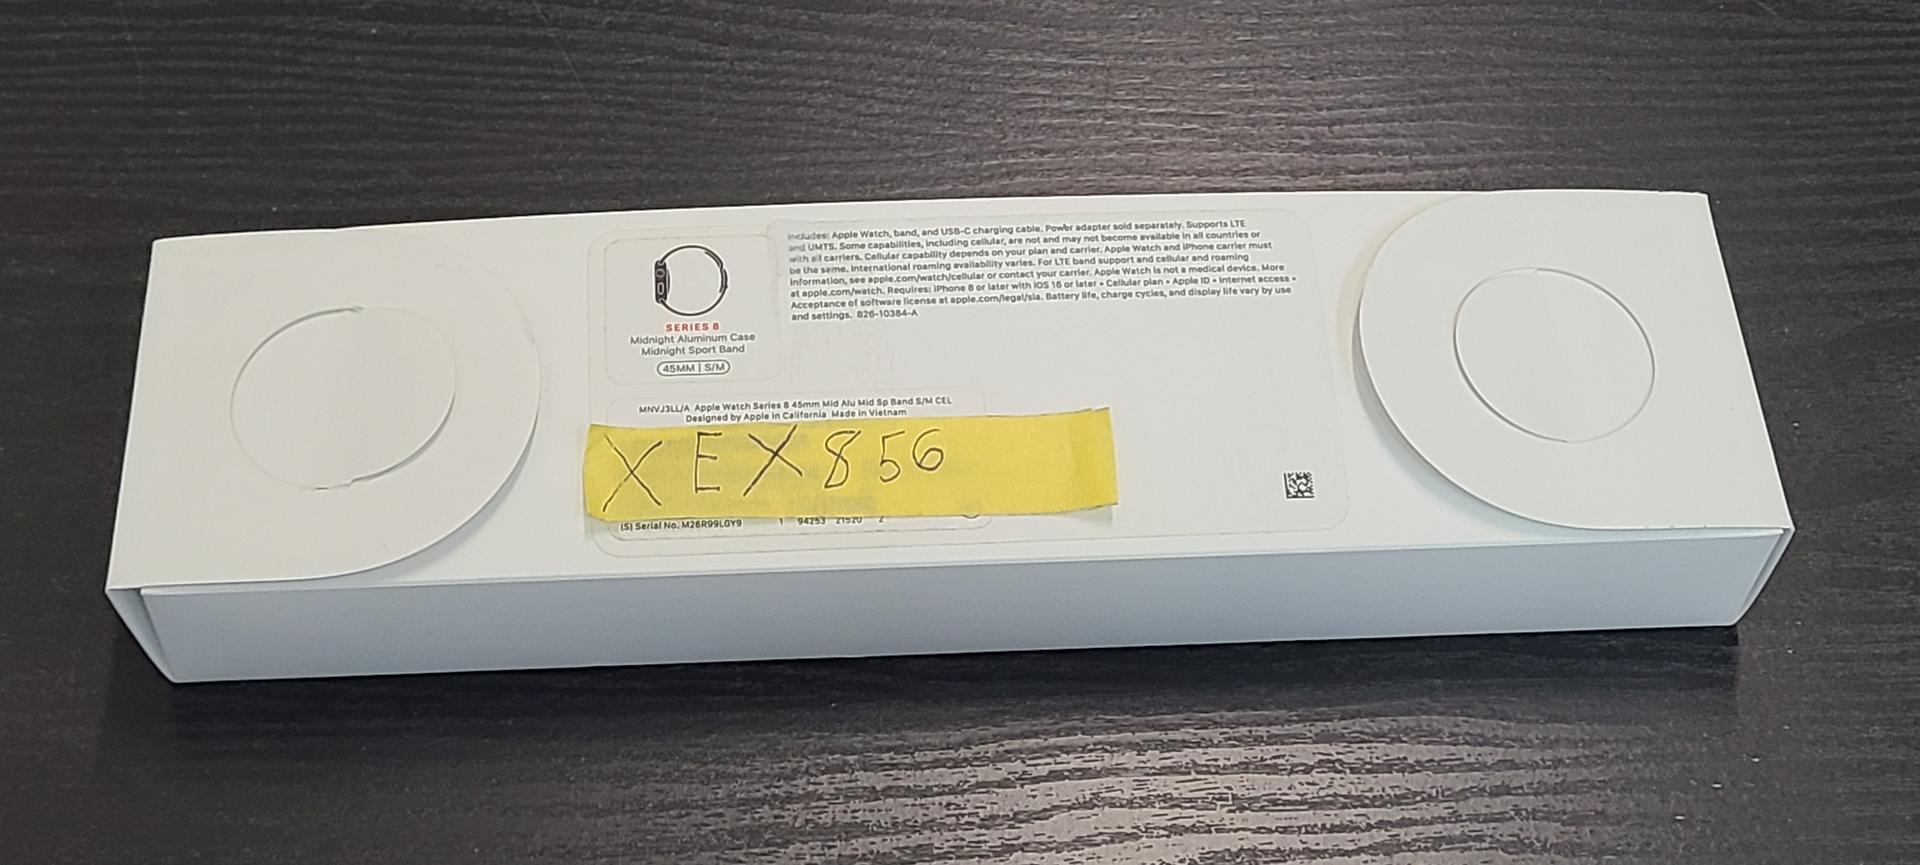 Includes: Apple Watch, band, and USB-C charging cable. Power adapter sold separately. Supports LTE
and UMTS. Some capabilities, including cellular, are not and may not become available in all countries or
with all carriers. Cellular capability depends on your plan and carrier. Apple Watch and iPhone carrier must
be the same. International roaming availability varies. For LTE band support and cellular and roaming
information, see apple.com/watch/cellular or contact your carrier. Apple Watch is not a medical device. More
at apple.com/watch. Requires: iPhone 8 or later with iOS 16 or later • Cellular plan • Apple ID • Internet access •
Acceptance of software license at apple.com/legal/sla. Battery life, charge cycles, and display life vary by use
and settings. 826-10384-A
SERIES 8
Midnight Aluminum Case
Midnight Sport Band
45MM | S/M
MNVJ3LL/A Apple Watch Series 8 45mm Mid Alu Mid Sp Band S/M CEL
Designed by Apple in California Made in Vietnam
XEX856
(S) Serial No. M26R99LGY9 1 94253 21520 2